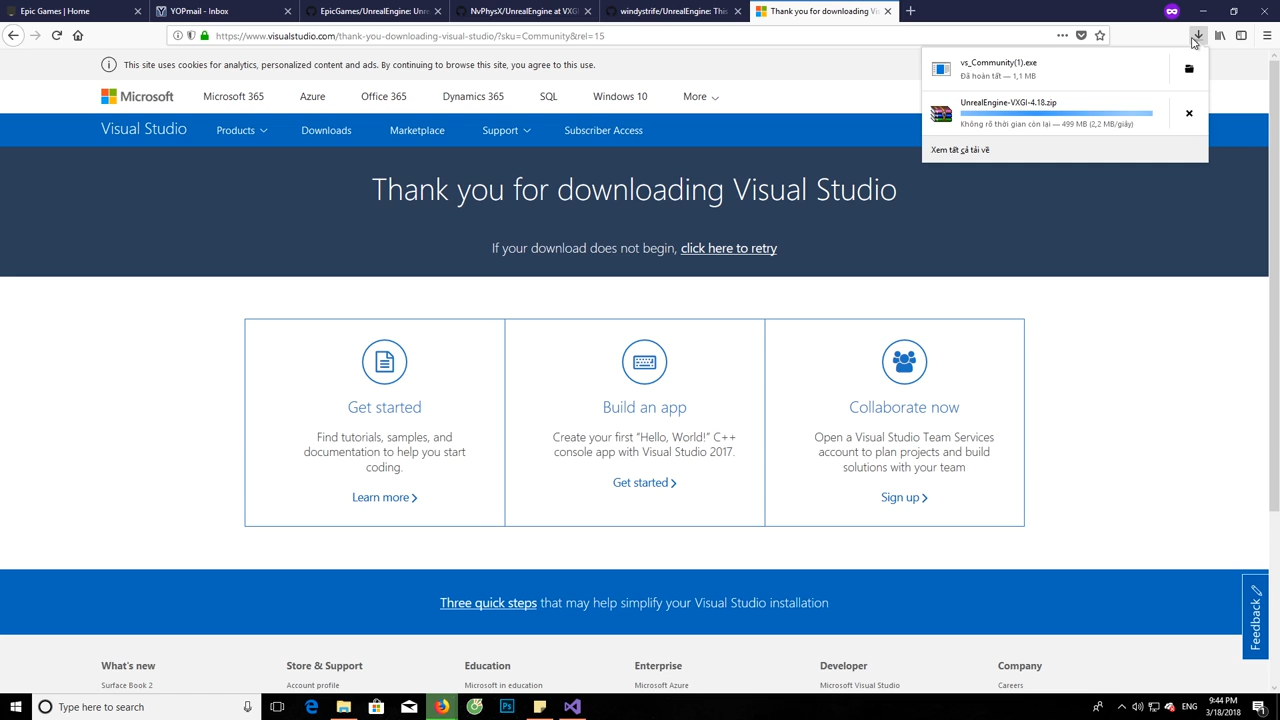 Epic Games | Home
YOPmail - Inbox
EpicGames/UnrealEngine: Unre
NvPhysX/UnrealEngine at VXGI
windystrife/UnrealEngine: This
Thank you for downloading Vi
https://www.visualstudio.com/thank-you-downloading-visual-studio/?sku=Community&rel=15
vs_Community(1).exe
Đã hoàn tất — 1,1 MB
UnrealEngine-VXGI-4.18.zip
Không rõ thời gian còn lại — 499 MB (2,2 MB/giây)
Xem tất cả tải về
This site uses cookies for analytics, personalized content and ads. By continuing to browse this site, you agree to this use.
Microsoft
Microsoft 365
Azure
Office 365
Dynamics 365
SQL
Windows 10
More
Visual Studio
Products
Downloads
Marketplace
Support
Subscriber Access
Thank you for downloading Visual Studio
If your download does not begin, click here to retry
Get started
Find tutorials, samples, and
documentation to help you start
coding.
Learn more
Build an app
Create your first "Hello, World!" C++
console app with Visual Studio 2017.
Get started
Collaborate now
Open a Visual Studio Team Services
account to plan projects and build
solutions with your team
Sign up
Feedback
Three quick steps that may help simplify your Visual Studio installation
What's new
Store & Support
Education
Enterprise
Developer
Company
Surface Book 2
Account profile
Microsoft in education
Microsoft Azure
Microsoft Visual Studio
Careers
Type here to search
Ps
ENG
9:44 PM
3/18/2018
1